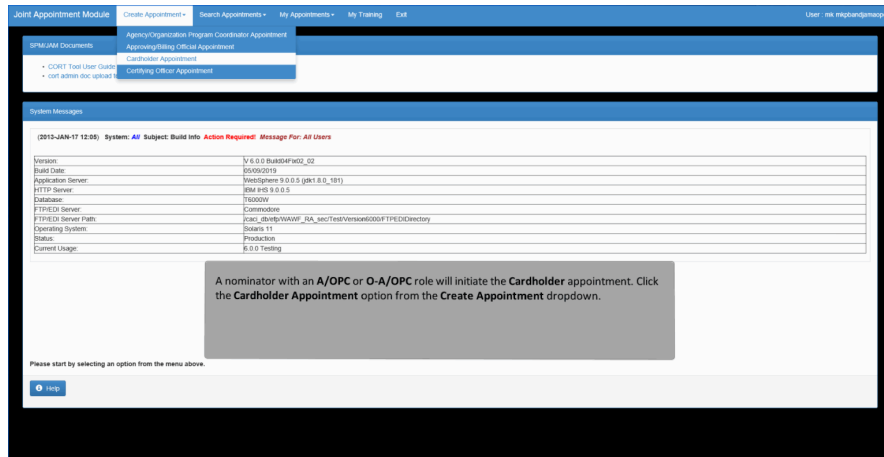 Joint Appointment Module Create Appointment Search Appointments My Appointments My Training Exit User : mk mkpbandjamaop
Agency/Organization Program Coordinator Appointment
SPM/JAM Documents Approving/Billing Official Appointment
Cardholder Appointment
• CORT Tool User Guide Certifying Officer Appointment
• cort admin doc upload
System Messages
(2013-JAN-17 12:05) System: All Subject: Build Info Action Required! Message For: All Users
Version: V 6.0.0 Build04Fix02_02
Build Date: 05/09/2019
Application Server: WebSphere 9.0.0.5 (jdk1.8.0_181)
HTTP Server: IBM IHS 9.0.0.5
Database: T6000W
FTP/EDI Server: Commodore
FTP/EDI Server Path: /caci_db/efp/WAWF_RA_sec/Test/Version6000/FTPEDIDirectory
Operating System: Solaris 11
Status: Production
Current Usage: 6.0.0 Testing
A nominator with an A/OPC or O-A/OPC role will initiate the Cardholder appointment. Click
the Cardholder Appointment option from the Create Appointment dropdown.
Please start by selecting an option from the menu above.
Help